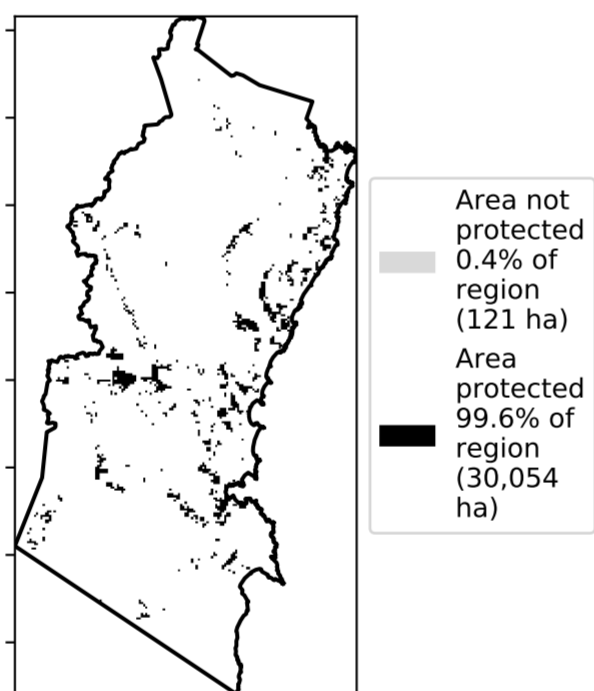 Area not
protected
0.4% of
region
(121 ha)
Area
protected
99.6% of
region
(30,054
ha)